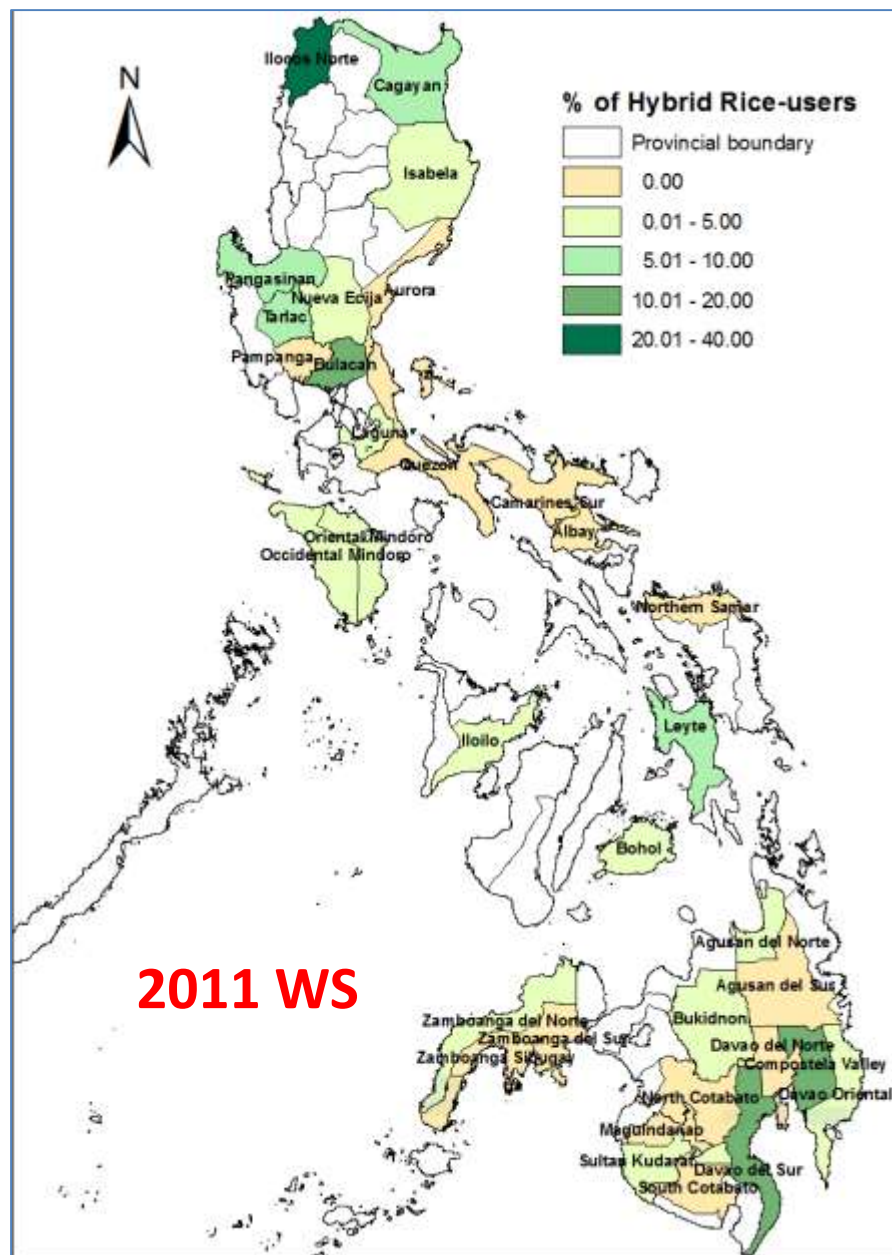 Ilocos Norte
N
Cagayan
% of Hybrid Rice-users
Provincial boundary
0.00
0.01 - 5.00
5.01 - 10.00
10.01 - 20.00
20.01 - 40.00
Isabela
Pangasinan
Nueva Ecija
Aurora
Tarlac
Pampanga
Bulacan
Laguna
Quezon
Camarines Sur
Albay
Oriental Mindoro
Occidental Mindoro
Northern Samar
Leyte
Iloilo
Bohol
Agusan del Norte
2011 WS
Agusan del Sur
Zamboanga del Norte
Bukidnon
Zamboanga del Sur
Davao del Norte
Zamboanga Sibugay
Compostela Valley
North Cotabato
Davao Oriental
Maguindanao
Sultan Kudarat
Davao del Sur
South Cotabato